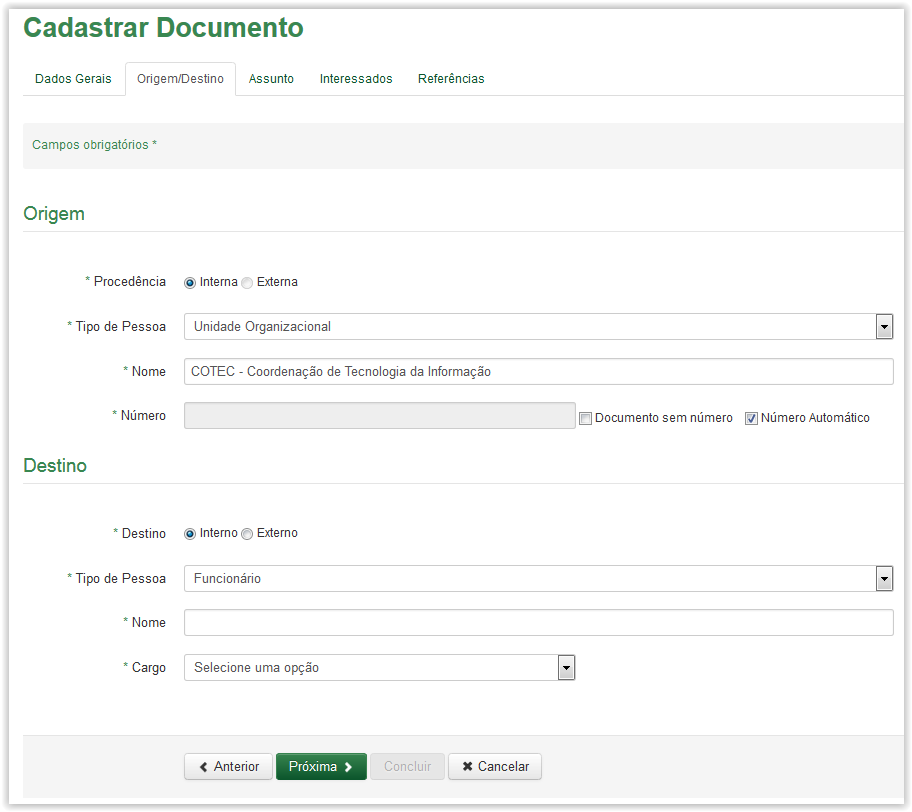 Cadastrar Documento
Dados Gerais Origem/Destino Assunto Interessados Referências
Campos obrigatórios *
Origem
* Procedência Interna Externa
* Tipo de Pessoa Unidade Organizacional
* Nome COTEC - Coordenação de Tecnologia da Informação
* Número Documento sem número Número Automático
Destino
* Destino Interno Externo
* Tipo de Pessoa Funcionário
* Nome
* Cargo Selecione uma opção
Anterior Próxima Concluir Cancelar